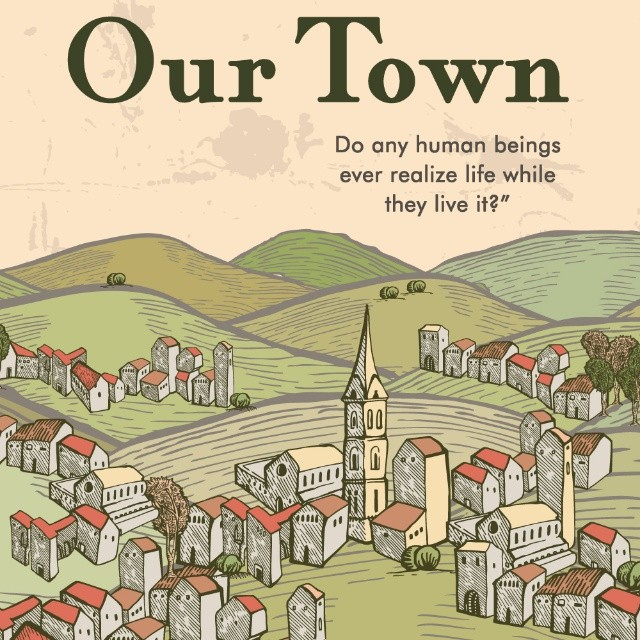 Our Town
Do any human beings
ever realize life while
they live it?”